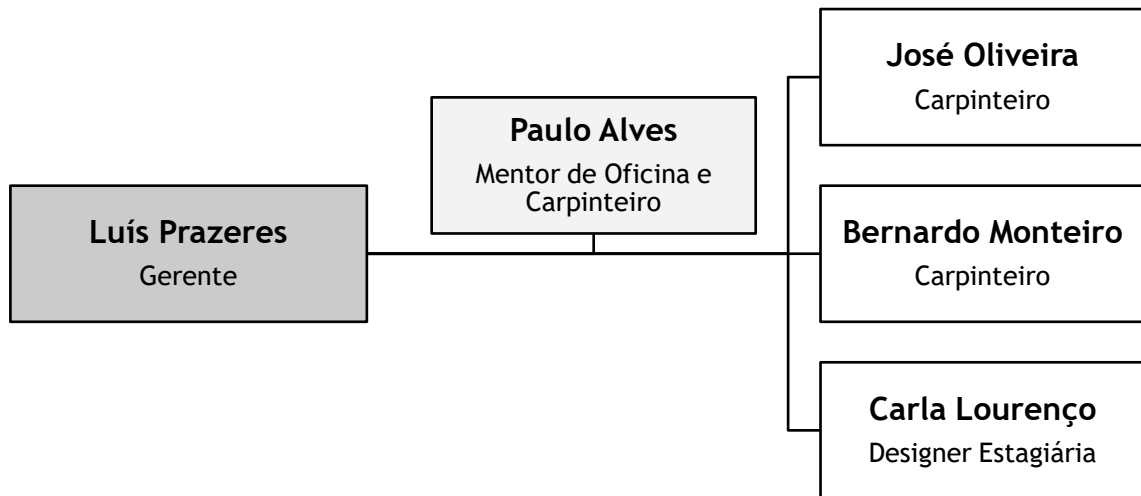 Luís Prazeres
Gerente
Paulo Alves
Mentor de Oficina e
Carpinteiro
José Oliveira
Carpinteiro
Bernardo Monteiro
Carpinteiro
Carla Lourenço
Designer Estagiária